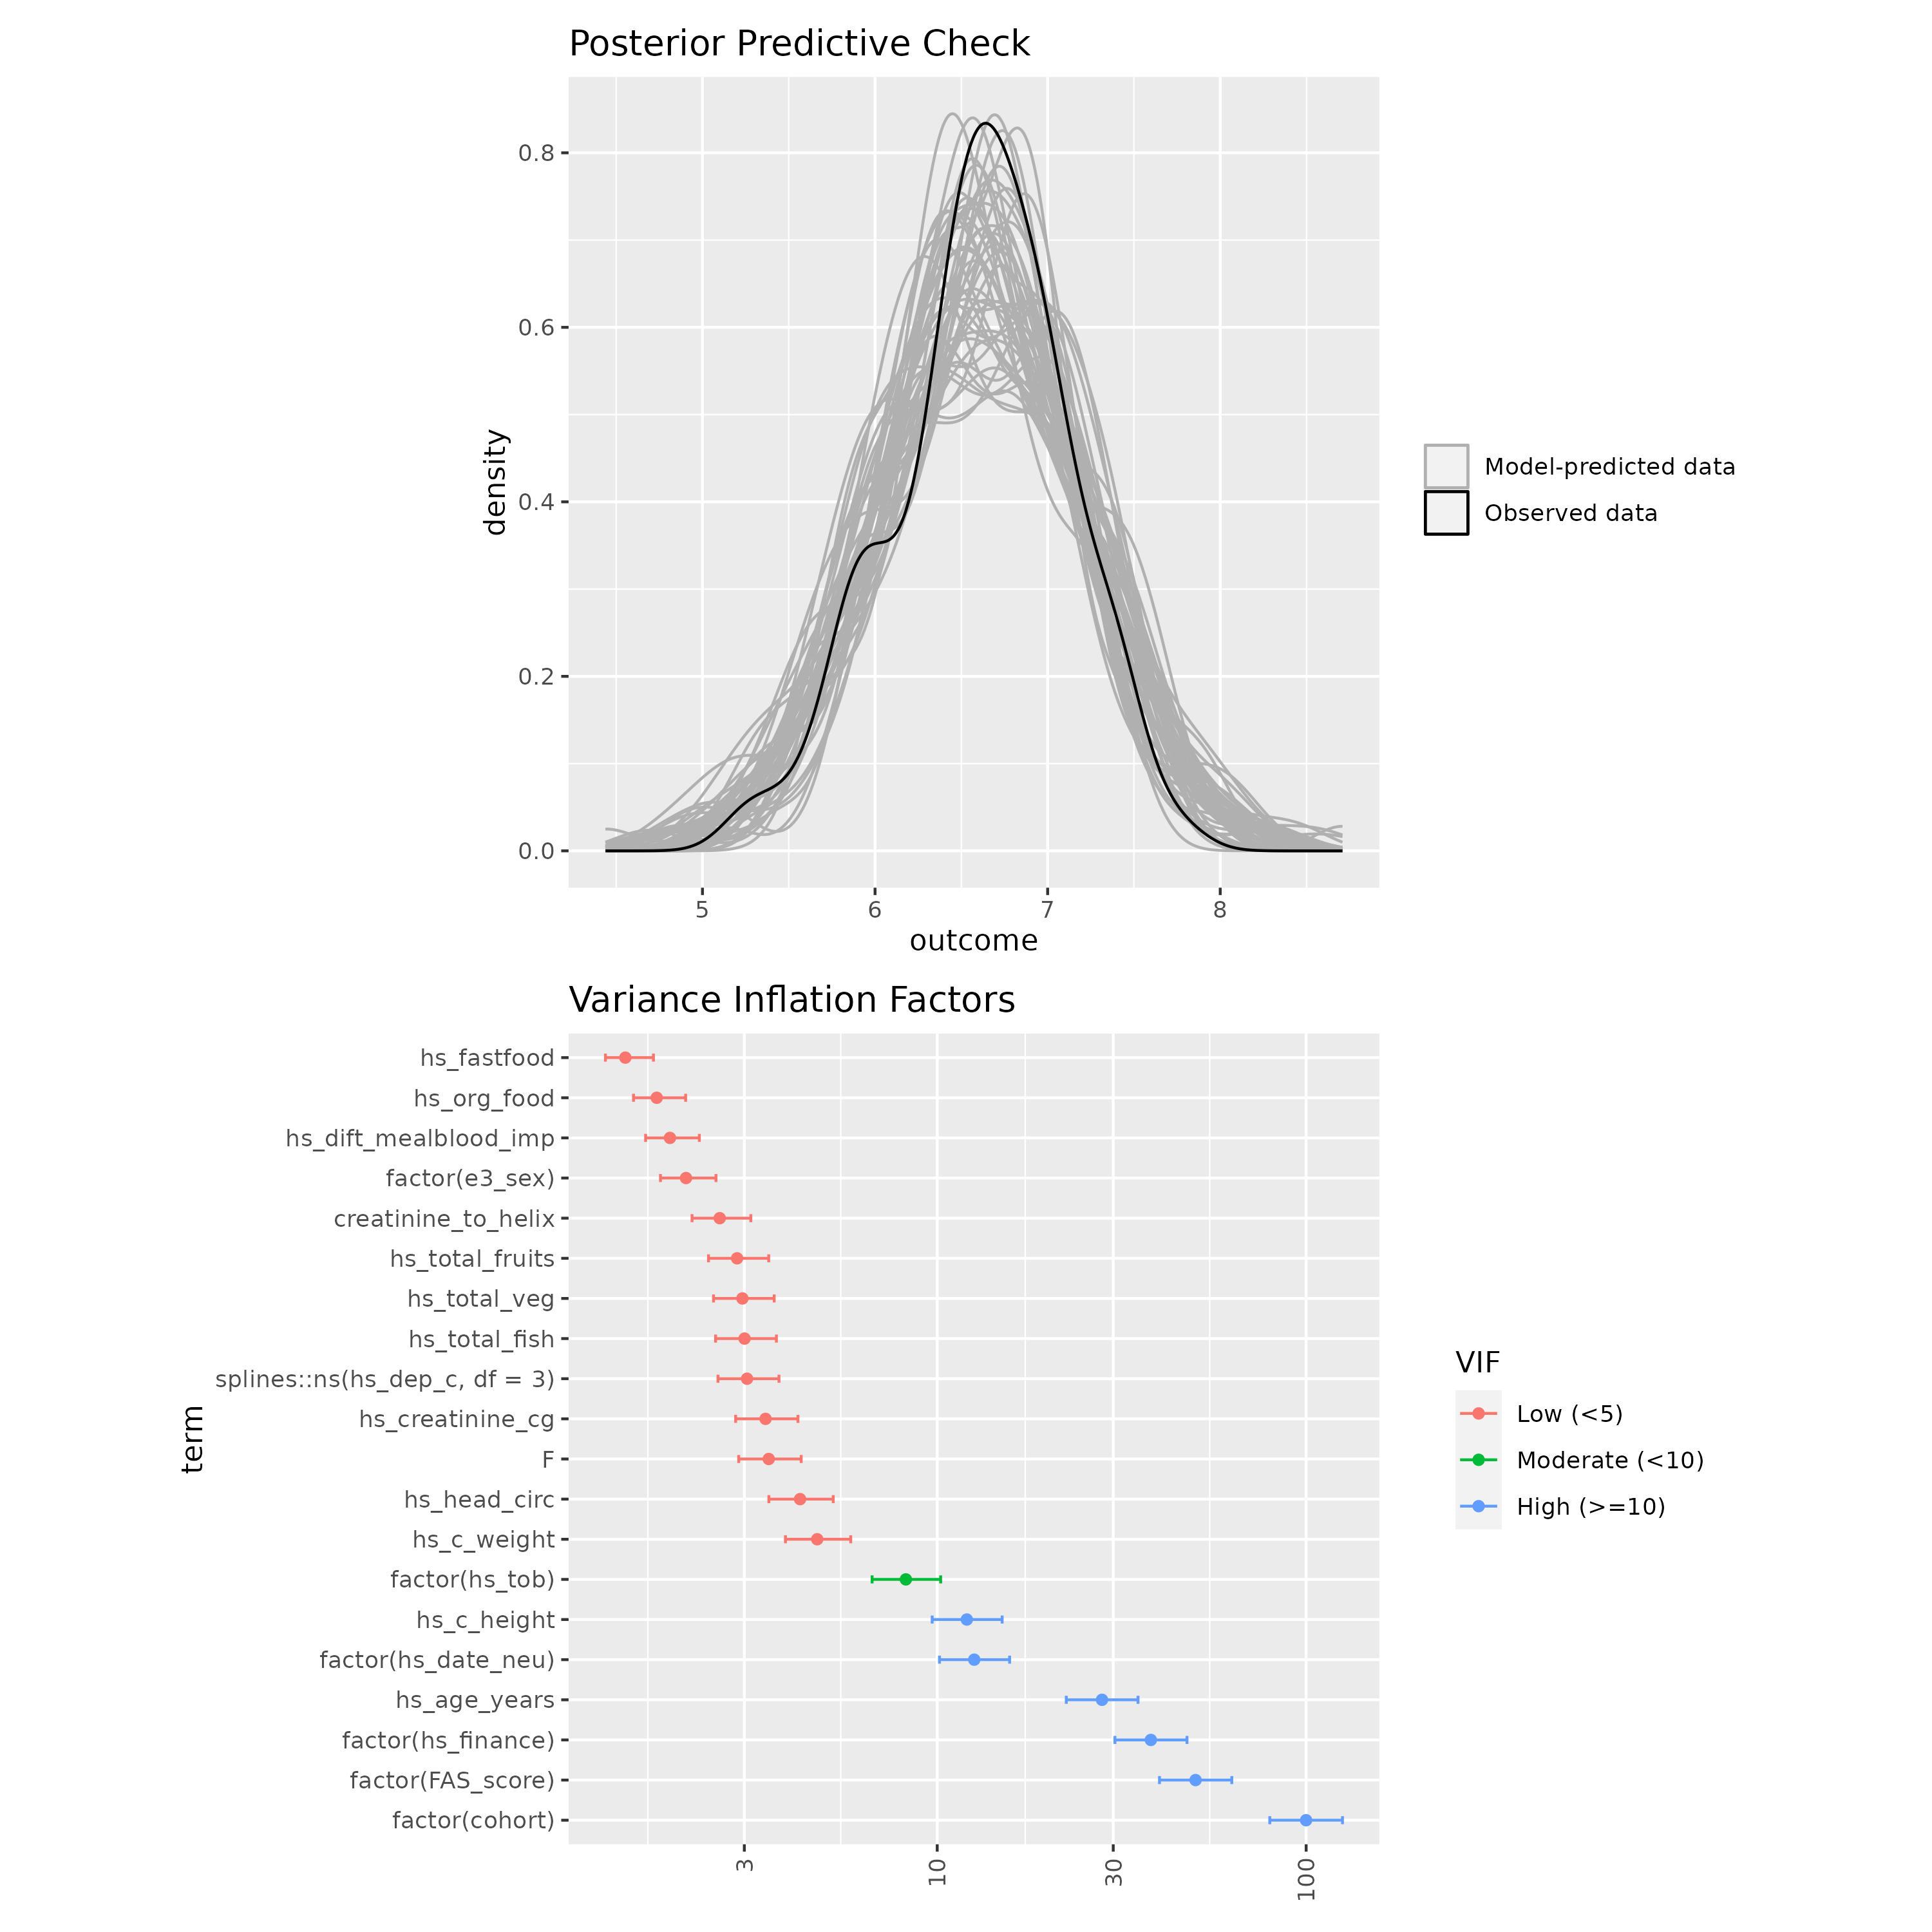 Posterior Predictive Check
density
0.8
0.6
0.4
0.2
0.0
5 6 7 8
outcome
Model-predicted data
Observed data
Variance Inflation Factors
term
hs_fastfood
hs_org_food
hs_dift_mealblood_imp
factor(e3_sex)
creatinine_to_helix
hs_total_fruits
hs_total_veg
hs_total_fish
splines::ns(hs_dep_c, df = 3)
hs_creatinine_cg
F
hs_head_circ
hs_c_weight
factor(hs_tob)
hs_c_height
factor(hs_date_neu)
hs_age_years
factor(hs_finance)
factor(FAS_score)
factor(cohort)
3 10 30 100
VIF
Low (<5)
Moderate (<10)
High (>=10)